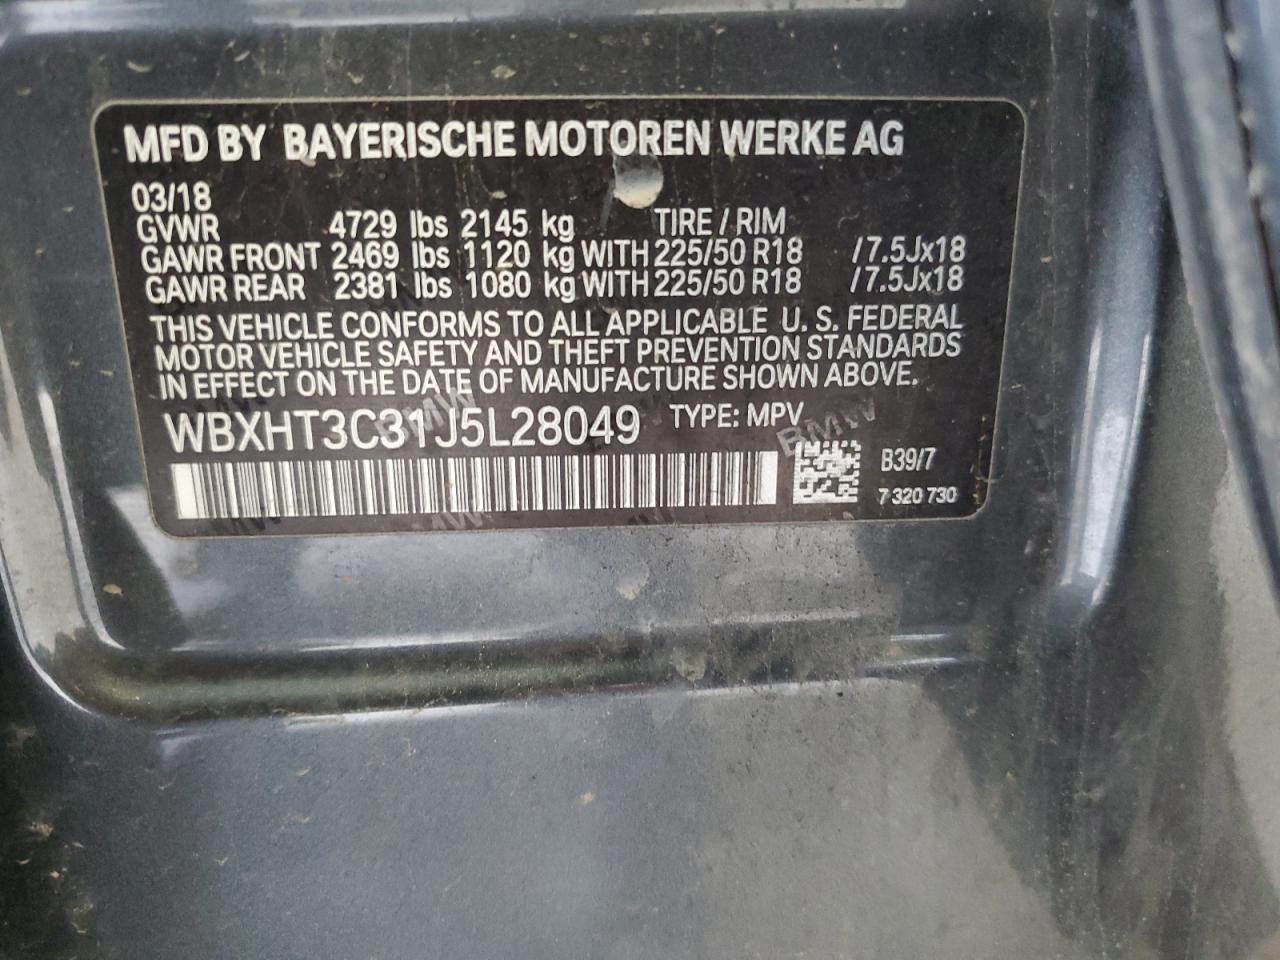 MFD BY BAYERISCHE MOTOREN WERKE AG
03/18
GVWR 4729 lbs 2145 kg TIRE / RIM
GAWR FRONT 2469 lbs 1120 kg WITH 225/50 R18 /7.5Jx18
GAWR REAR 2381 lbs 1080 kg WITH 225/50 R18 /7.5Jx18
THIS VEHICLE CONFORMS TO ALL APPLICABLE U. S. FEDERAL
MOTOR VEHICLE SAFETY AND THEFT PREVENTION STANDARDS
IN EFFECT ON THE DATE OF MANUFACTURE SHOWN ABOVE.
WBXHT3C31J5L28049 TYPE: MPV
B39/7
7 320 730